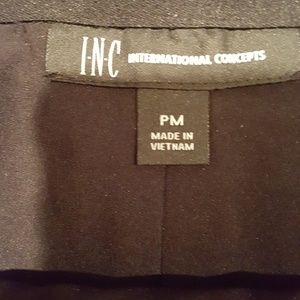 I·N·C INTERNATIONAL CONCEPTS
PM
MADE IN
VIETNAM